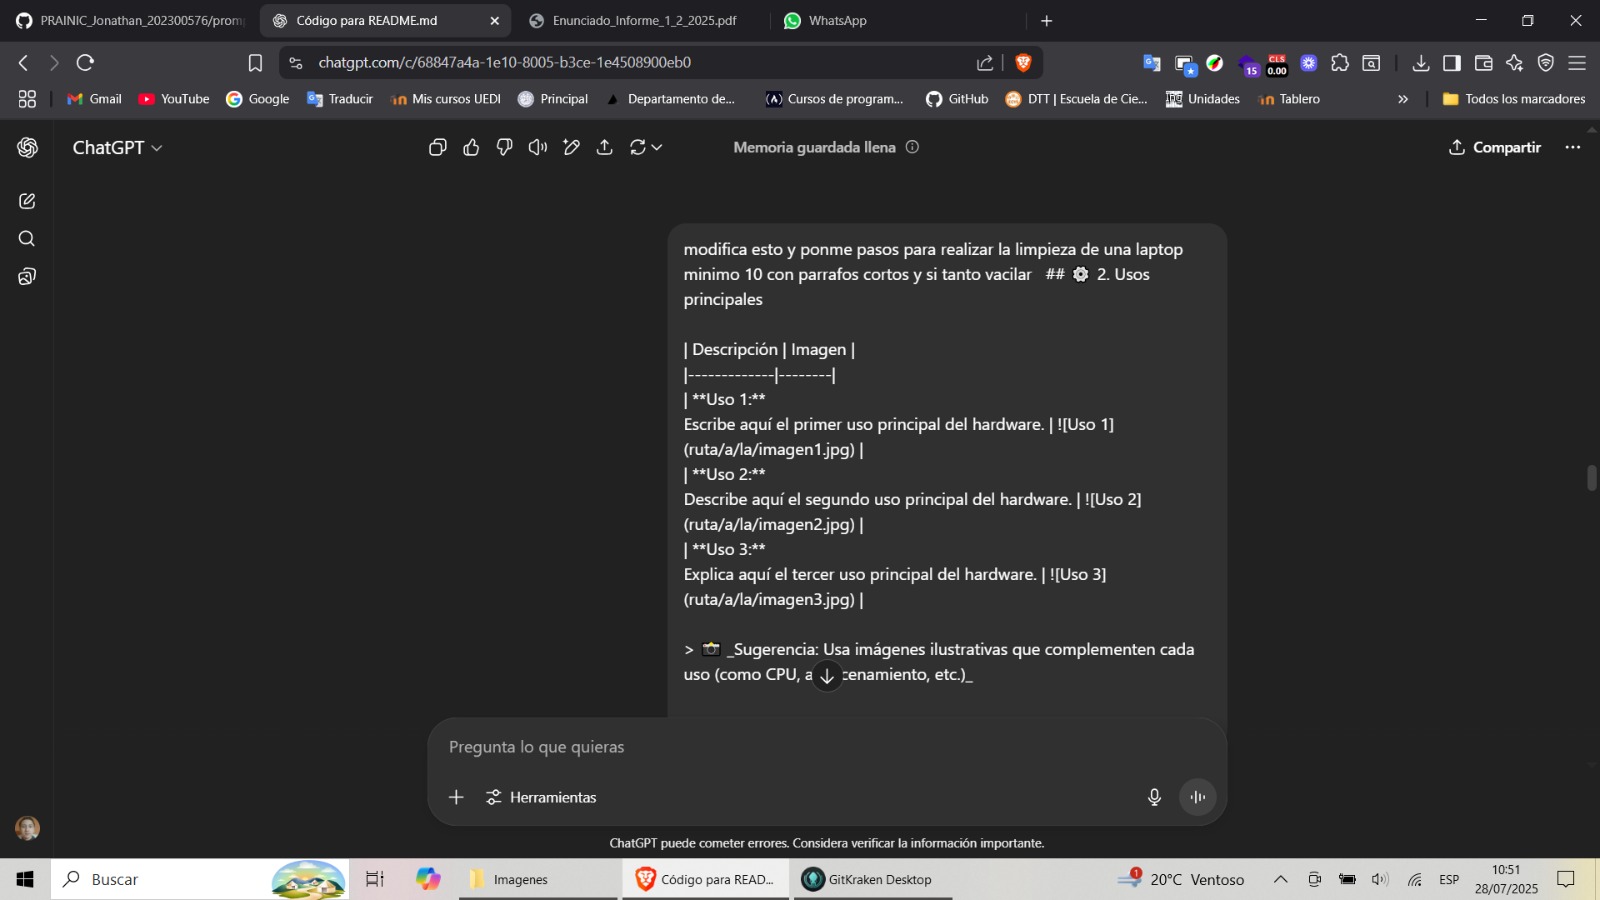 PRAINIC_Jonathan_202300576/prom
Código para README.md
Enunciado_Informe_1_2_2025.pdf
WhatsApp
chatgpt.com/c/68847a4a-1e10-8005-b3ce-1e4508900eb0
15
CLS
0.00
Gmail
YouTube
Google
Traducir
Mis cursos UEDI
Principal
Departamento de...
Cursos de program...
GitHub
DTT | Escuela de Cie...
Unidades
Tablero
Todos los marcadores
ChatGPT
Memoria guardada llena
Compartir
modifica esto y ponme pasos para realizar la limpieza de una laptop
minimo 10 con parrafos cortos y si tanto vacilar ## ⚙ 2. Usos
principales
| Descripción | Imagen |
|-------------|--------|
| **Uso 1:**
Escribe aquí el primer uso principal del hardware. | ![Uso 1]
(ruta/a/la/imagen1.jpg) |
| **Uso 2:**
Describe aquí el segundo uso principal del hardware. | ![Uso 2]
(ruta/a/la/imagen2.jpg) |
| **Uso 3:**
Explica aquí el tercer uso principal del hardware. | ![Uso 3]
(ruta/a/la/imagen3.jpg) |
> 📷 _Sugerencia: Usa imágenes ilustrativas que complementen cada
uso (como CPU, a cenamiento, etc.)_
Pregunta lo que quieras
Herramientas
ChatGPT puede cometer errores. Considera verificar la información importante.
Buscar
Imagenes
Código para READ...
GitKraken Desktop
1
20°C Ventoso
ESP
10:51
28/07/2025